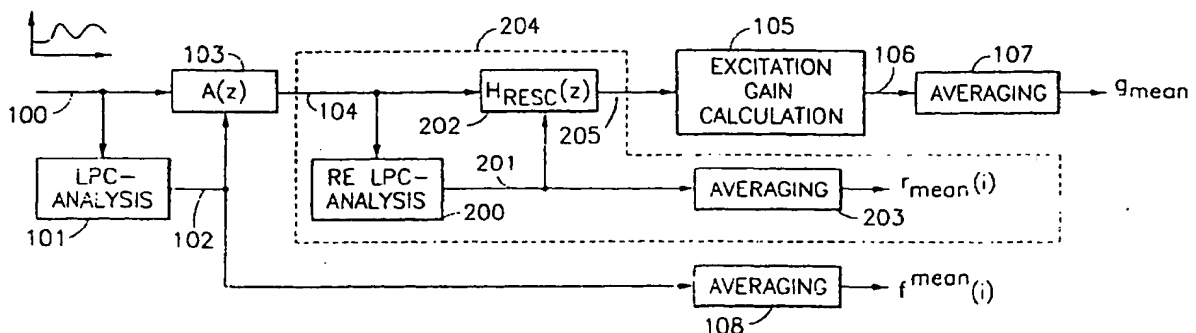 204
103
A(z)
105
EXCITATION
GAIN
CALCULATION
106
107
AVERAGING
g_mean
100
104
H_RESC(z)
202
205
LPC-
ANALYSIS
101
102
RE LPC-
ANALYSIS
200
201
AVERAGING
203
r_mean(i)
AVERAGING
108
f^mean(i)